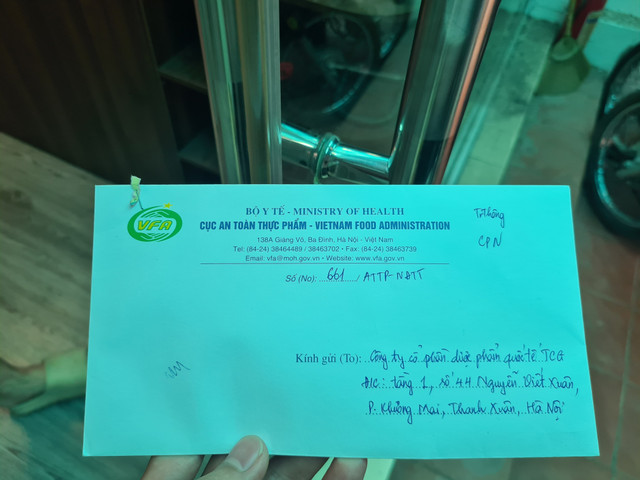 VFA
BỘ Y TẾ - MINISTRY OF HEALTH
CỤC AN TOÀN THỰC PHẨM - VIETNAM FOOD ADMINISTRATION
138A Giảng Võ, Ba Đình, Hà Nội - Việt Nam
Tel: (84-24) 38464489 / 38463702 • Fax: (84-24) 38463739
Email: vfa@moh.gov.vn • Website: www.vfa.gov.vn
Số (No): 661 / ATTP-NĐTT
CPN
Kính gửi (To): Công ty cổ phần dược phẩm quốc tế TCG
ĐC: tầng 1, số 44 Nguyễn Viết Xuân,
P. Khương Mai, Thanh Xuân, Hà Nội